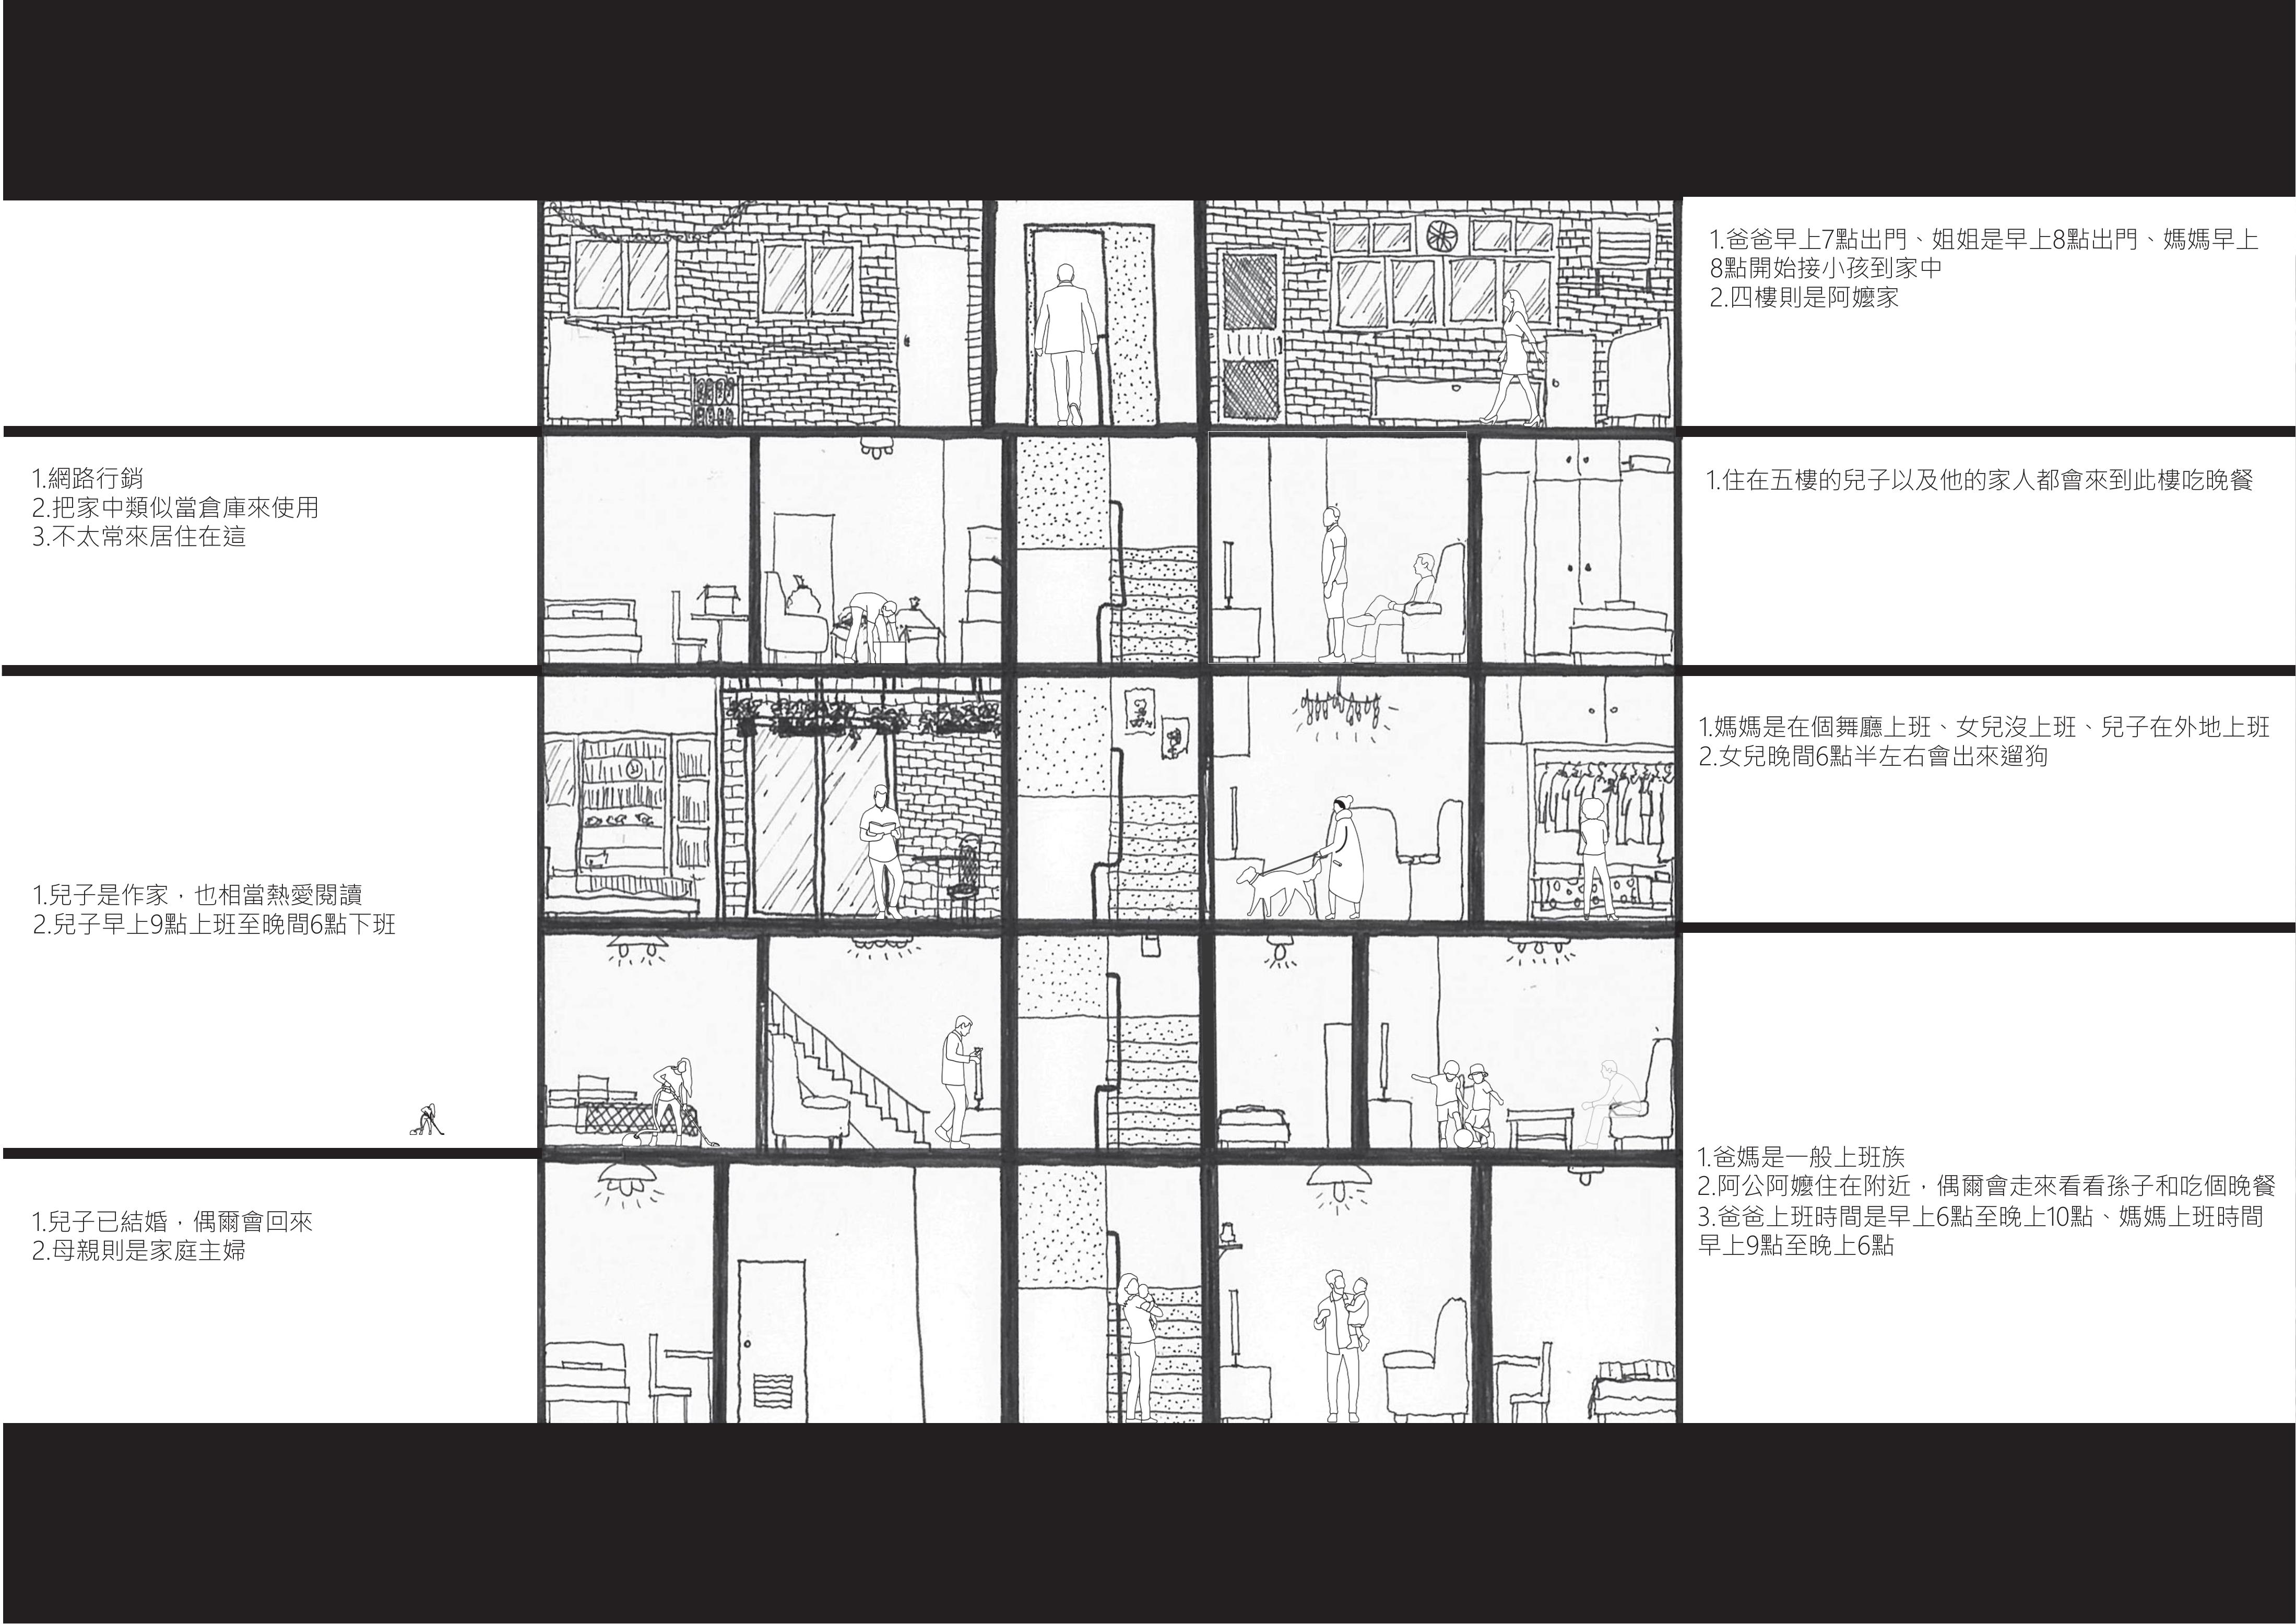 1.爸爸早上7點出門、姐姐是早上8點出門、媽媽早上
8點開始接小孩到家中
2.四樓則是阿嬤家
1.網路行銷
2.把家中類似當倉庫來使用
3.不太常來居住在這
1.住在五樓的兒子以及他的家人都會來到此樓吃晚餐
1.媽媽是在個舞廳上班、女兒沒上班、兒子在外地上班
2.女兒晚間6點半左右會出來遛狗
1.兒子是作家，也相當熱愛閱讀
2.兒子早上9點上班至晚間6點下班
1.爸媽是一般上班族
2.阿公阿嬤住在附近，偶爾會走來看看孫子和吃個晚餐
3.爸爸上班時間是早上6點至晚上10點、媽媽上班時間
早上9點至晚上6點
1.兒子已結婚，偶爾會回來
2.母親則是家庭主婦